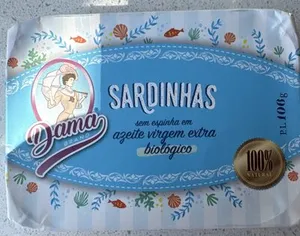 SARDINHAS
sem espinha em
azeite virgem extra
biológico
Dama
P.L. 106g
100%
NATURAL